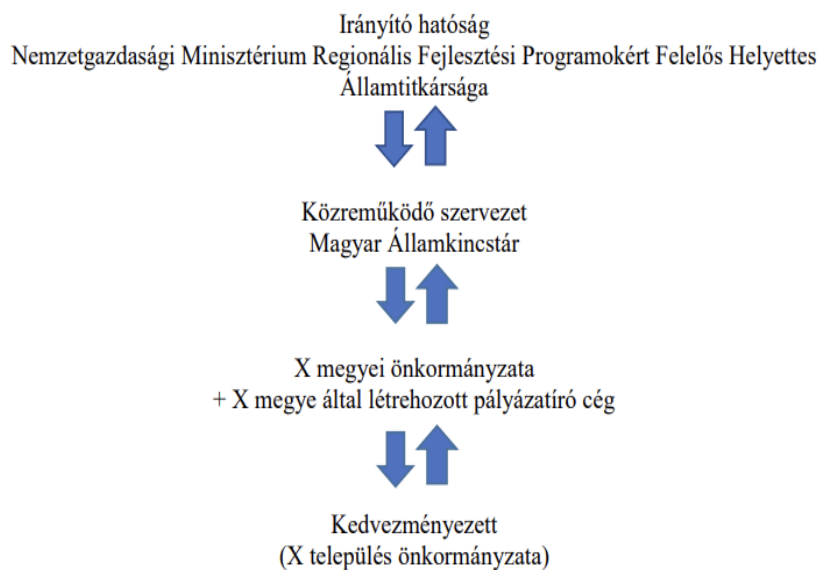 Irányító hatóság
Nemzetgazdasági Minisztérium Regionális Fejlesztési Programokért Felelős Helyettes
Államtitkársága
Közreműködő szervezet
Magyar Államkincstár
X megyei önkormányzata
+ X megye által létrehozott pályázatíró cég
Kedvezményezett
(X település önkormányzata)